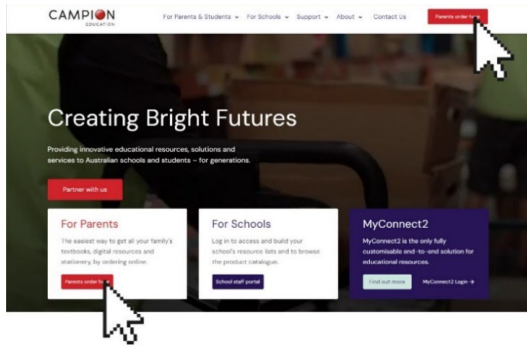 CAMPION
EDUCATION
For Parents & Students
For Schools
Support
About
Contact Us
Parents order
Creating Bright Futures
Providing innovative educational resources, solutions and
services to Australian schools and students – for generations.
Partner with us
For Parents
The easiest way to get all your family's
textbooks, digital resources and
stationery, by ordering online.
Parents order
For Schools
Log in to access and build your
school's resource lists and to browse
the product catalogue.
School staff portal
MyConnect2
MyConnect2 is the only fully
customisable end-to-end solution for
educational resources.
Find out more
MyConnect2 Login →